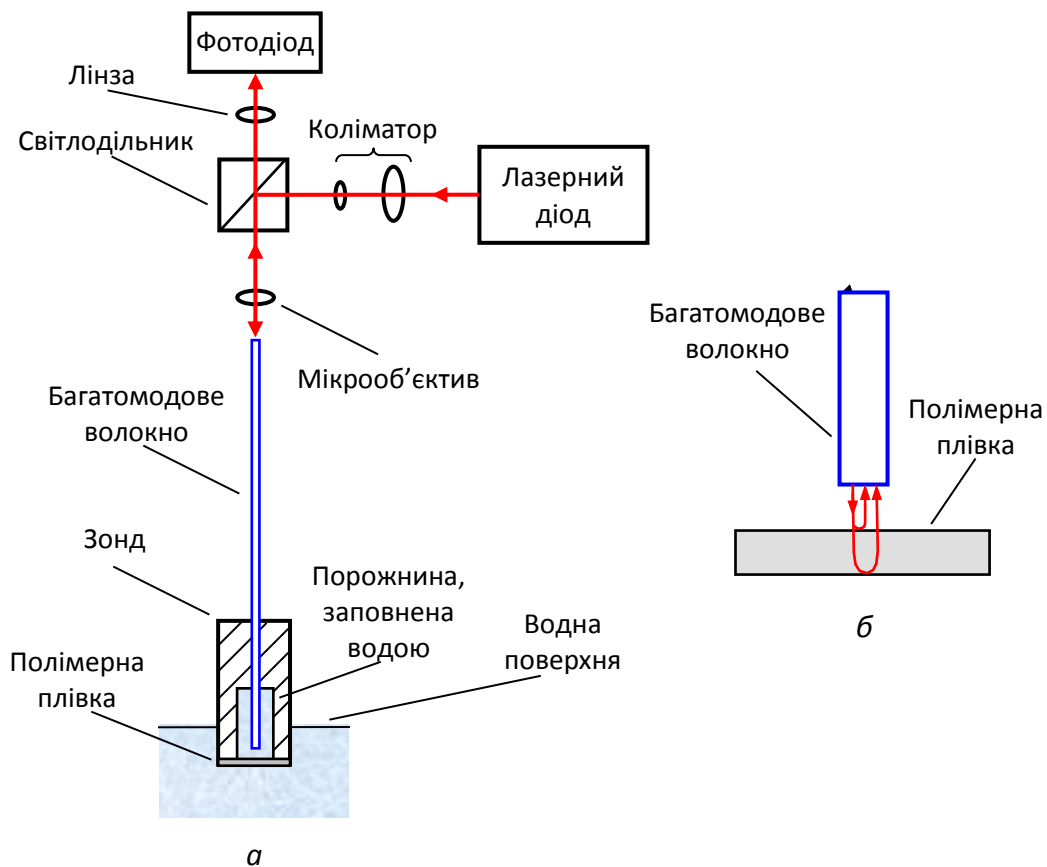 Фотодіод
Лінза
Світлодільник
Коліматор
Лазерний
діод
Мікрооб’єктив
Багатомодове
волокно
Зонд
Порожнина,
заповнена
водою
Водна
поверхня
Полімерна
плівка
а
Багатомодове
волокно
Полімерна
плівка
б